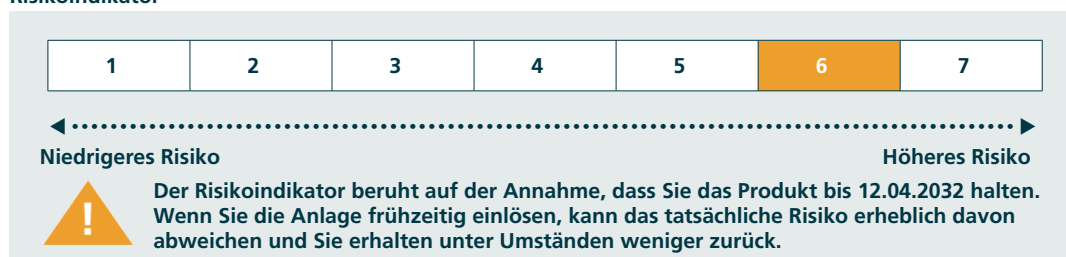 Risikoindikator
1 2 3 4 5 6 7
Niedrigeres Risiko Höheres Risiko
! Der Risikoindikator beruht auf der Annahme, dass Sie das Produkt bis 12.04.2032 halten.
Wenn Sie die Anlage frühzeitig einlösen, kann das tatsächliche Risiko erheblich davon
abweichen und Sie erhalten unter Umständen weniger zurück.